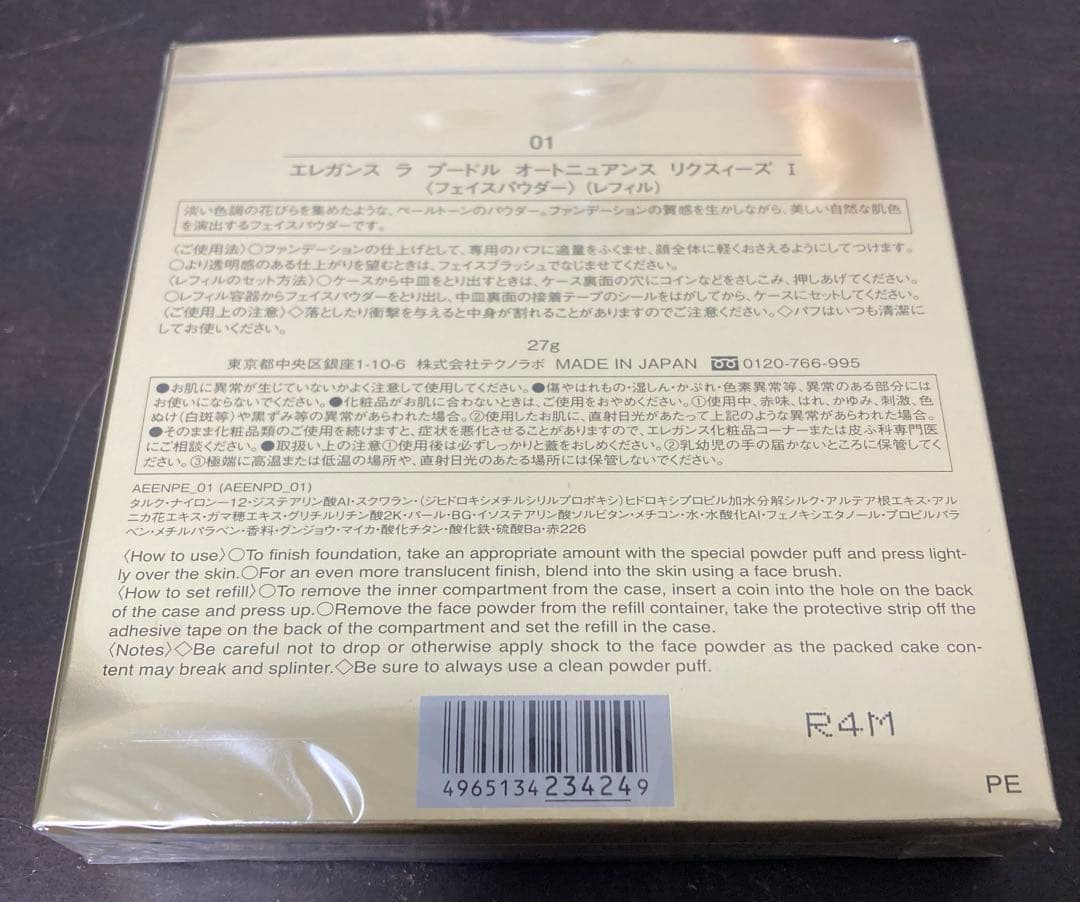 01
エレガンス ラ プードル オートニュアンス リクスィーズ I
〈フェイスパウダー〉(レフィル)
淡い色調の花びらを集めたような、ペールトーンのパウダー。ファンデーションの質感を生かしながら、美しい自然な肌色
を演出するフェイスパウダーです。
〈ご使用法〉○ファンデーションの仕上げとして、専用のパフに適量をふくませ、顔全体に軽くおさえるようにしてつけます。
○より透明感のある仕上がりを望むときは、フェイスブラッシュでなじませてください。
〈レフィルのセット方法〉○ケースから中皿をとり出すときは、ケース裏面の穴にコインなどをさしこみ、押しあげてください。
○レフィル容器からフェイスパウダーをとり出し、中皿裏面の接着テープのシールをはがしてから、ケースにセットしてください。
〈ご使用上の注意〉◇落としたり衝撃を与えると中身が割れることがありますのでご注意ください。◇パフはいつも清潔に
してお使いください。
27g
東京都中央区銀座1-10-6 株式会社テクノラボ MADE IN JAPAN 0120-766-995
●お肌に異常が生じていないかよく注意して使用してください。●傷やはれもの・湿しん・かぶれ・色素異常等、異常のある部分には
お使いにならないでください。●化粧品がお肌に合わないときは、ご使用をおやめください。①使用中、赤味、はれ、かゆみ、刺激、色
ぬけ(白斑等)や黒ずみ等の異常があらわれた場合。②使用したお肌に、直射日光があたって上記のような異常があらわれた場合。
●そのまま化粧品類のご使用を続けますと、症状を悪化させることがありますので、エレガンス化粧品コーナーまたは皮ふ科専門医
にご相談ください。●取扱い上の注意①使用後は必ずしっかりと蓋をおしめください。②乳幼児の手の届かないところに保管してく
ださい。③極端に高温または低温の場所や、直射日光のあたる場所には保管しないでください。
AEENPE_01 (AEENPD_01)
タルク・ナイロン-12・ジステアリン酸Al・スクワラン・(ジヒドロキシメチルシリルプロポキシ)ヒドロキシプロピル加水分解シルク・アルテア根エキス・アル
ニカ花エキス・ガマ穂エキス・グリチルリチン酸2K・パール・BG・イソステアリン酸ソルビタン・メチコン・水・水酸化Al・フェノキシエタノール・プロピルパラ
ベン・メチルパラベン・香料・グンジョウ・マイカ・酸化チタン・酸化鉄・硫酸Ba・赤226
〈How to use〉○To finish foundation, take an appropriate amount with the special powder puff and press light-
ly over the skin.○For an even more translucent finish, blend into the skin using a face brush.
〈How to set refill〉○To remove the inner compartment from the case, insert a coin into the hole on the back
of the case and press up.○Remove the face powder from the refill container, take the protective strip off the
adhesive tape on the back of the compartment and set the refill in the case.
〈Notes〉◇Be careful not to drop or otherwise apply shock to the face powder as the packed cake con-
tent may break and splinter.◇Be sure to always use a clean powder puff.
R4M
4965134234249
PE